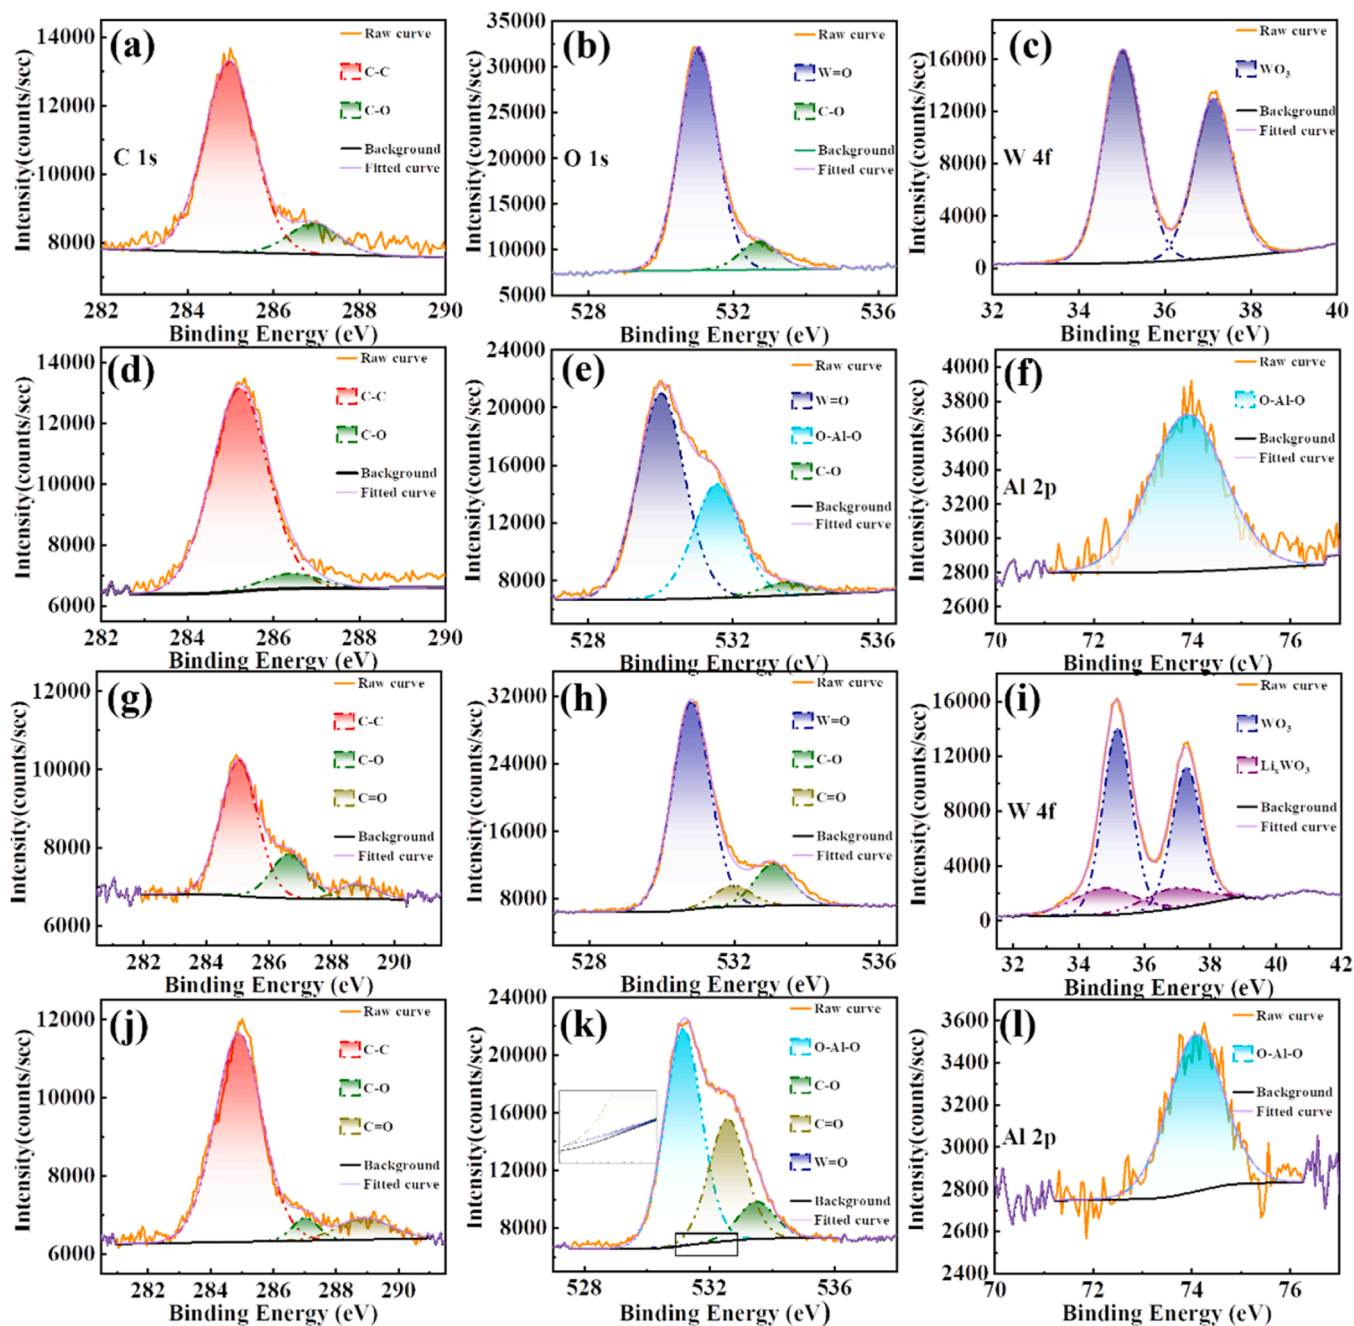 (a)
Intensity(counts/sec)
14000
12000
10000
8000
C 1s
Raw curve
C-C
C-O
Background
Fitted curve
282 284 286 288 290
Binding Energy (eV)
(b)
Intensity(counts/sec)
35000
30000
25000
20000
15000
10000
5000
O 1s
Raw curve
W=O
C-O
Background
Fitted curve
528 532 536
Binding Energy (eV)
(c)
Intensity(counts/sec)
16000
12000
8000
4000
0
W 4f
Raw curve
WO₃
Background
Fitted curve
32 34 36 38 40
Binding Energy (eV)
(d)
Intensity(counts/sec)
14000
12000
10000
8000
6000
Raw curve
C-C
C-O
Background
Fitted curve
282 284 286 288 290
Binding Energy (eV)
(e)
Intensity(counts/sec)
24000
20000
16000
12000
8000
Raw curve
W=O
O-Al-O
C-O
Background
Fitted curve
528 532 536
Binding Energy (eV)
(f)
Intensity(counts/sec)
4000
3800
3600
3400
3200
3000
2800
2600
Al 2p
Raw curve
O-Al-O
Background
Fitted curve
70 72 74 76
Binding Energy (eV)
(g)
Intensity(counts/sec)
12000
10000
8000
6000
Raw curve
C-C
C-O
C=O
Background
Fitted curve
282 284 286 288 290
Binding Energy (eV)
(h)
Intensity(counts/sec)
32000
24000
16000
8000
Raw curve
W=O
C-O
C=O
Background
Fitted curve
528 532 536
Binding Energy (eV)
(i)
Intensity(counts/sec)
16000
12000
8000
4000
0
W 4f
Raw curve
WO₃
LiₓWO₃
Background
Fitted curve
32 34 36 38 40 42
Binding Energy (eV)
(j)
Intensity(counts/sec)
12000
10000
8000
6000
Raw curve
C-C
C-O
C=O
Background
Fitted curve
282 284 286 288 290
Binding Energy (eV)
(k)
Intensity(counts/sec)
24000
20000
16000
12000
8000
Raw curve
O-Al-O
C-O
C=O
W=O
Background
Fitted curve
528 532 536
Binding Energy (eV)
(l)
Intensity(counts/sec)
3600
3400
3200
3000
2800
2600
2400
Al 2p
Raw curve
O-Al-O
Background
Fitted curve
70 72 74 76
Binding Energy (eV)